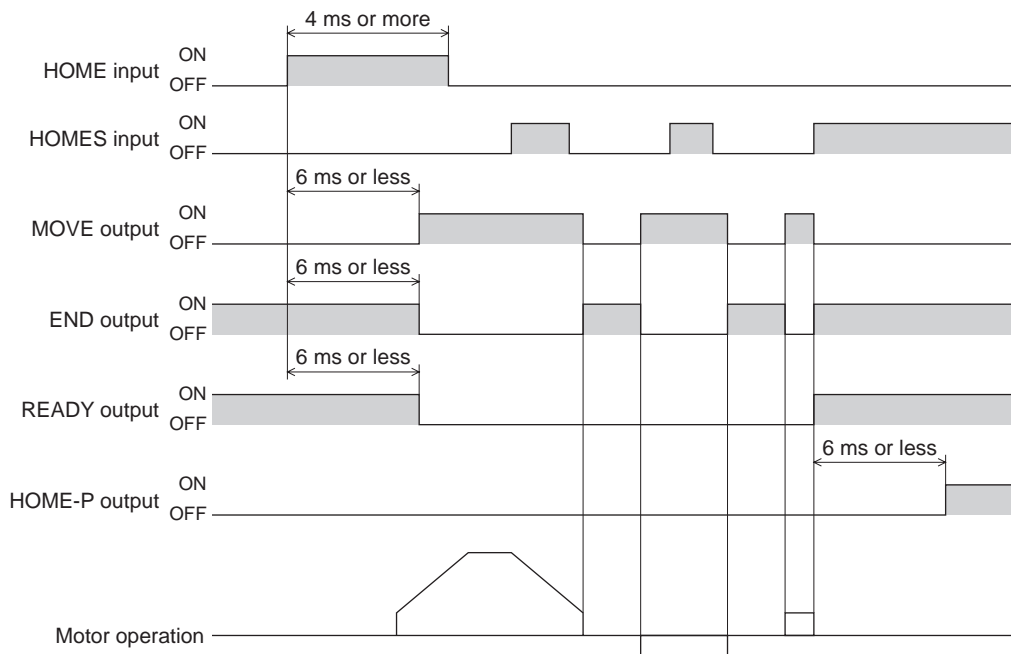 4 ms or more
ON
HOME input
OFF
ON
HOMES input
OFF
6 ms or less
ON
MOVE output
OFF
6 ms or less
ON
END output
OFF
6 ms or less
ON
READY output
OFF
6 ms or less
ON
HOME-P output
OFF
Motor operation